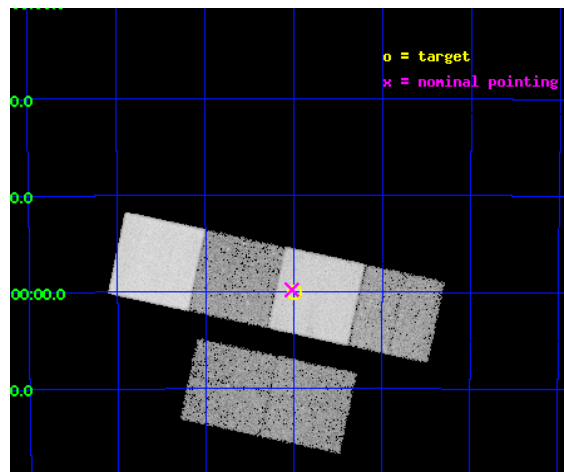 o = target
x = nominal pointing
0.0
0.0
00:00.0
0.0